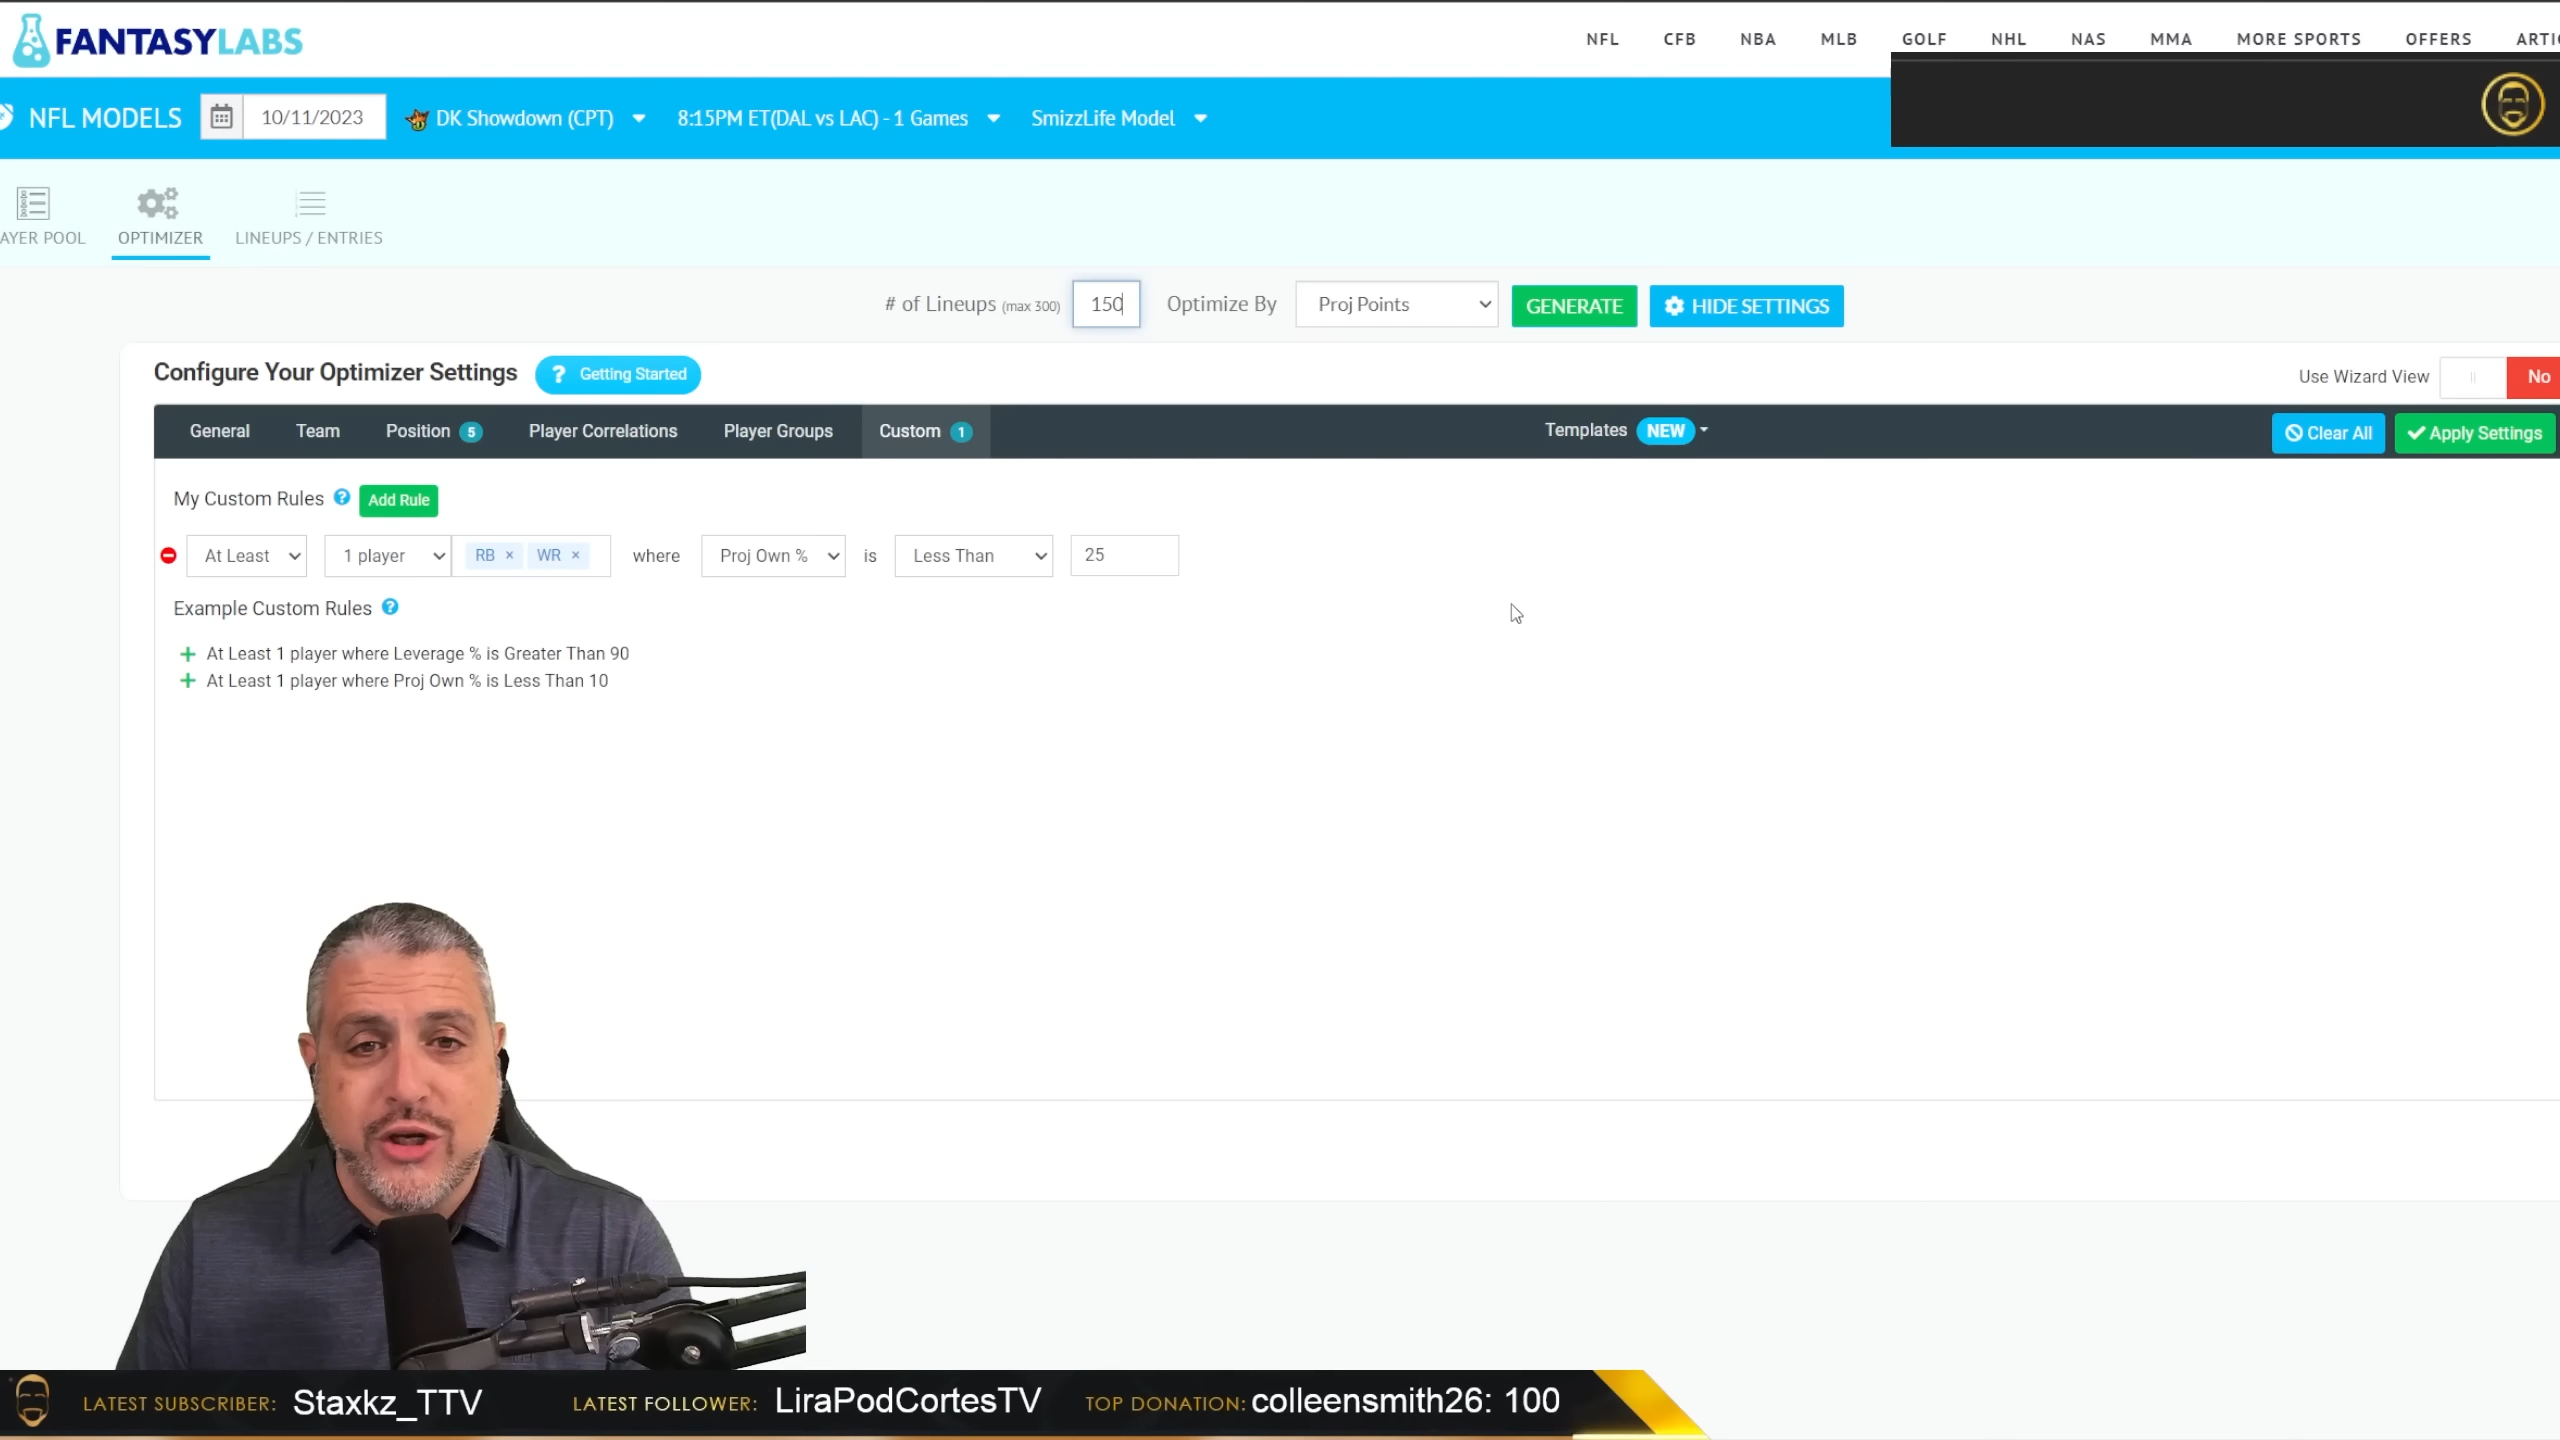 FANTASYLABS
NFL CFB NBA MLB GOLF NHL NAS MMA MORE SPORTS OFFERS ARTI
NFL MODELS 10/11/2023 DK Showdown (CPT) 8:15PM ET(DAL vs LAC) - 1 Games SmizzLife Model
AYER POOL OPTIMIZER LINEUPS / ENTRIES
# of Lineups (max 300) 150 Optimize By Proj Points GENERATE HIDE SETTINGS
Configure Your Optimizer Settings ? Getting Started Use Wizard View No
General Team Position 5 Player Correlations Player Groups Custom 1 Templates NEW Clear All Apply Settings
My Custom Rules ? Add Rule
At Least 1 player RB × WR × where Proj Own % is Less Than 25
Example Custom Rules ?
+ At Least 1 player where Leverage % is Greater Than 90
+ At Least 1 player where Proj Own % is Less Than 10
LATEST SUBSCRIBER: Staxkz_TTV LATEST FOLLOWER: LiraPodCortesTV TOP DONATION: colleensmith26: 100